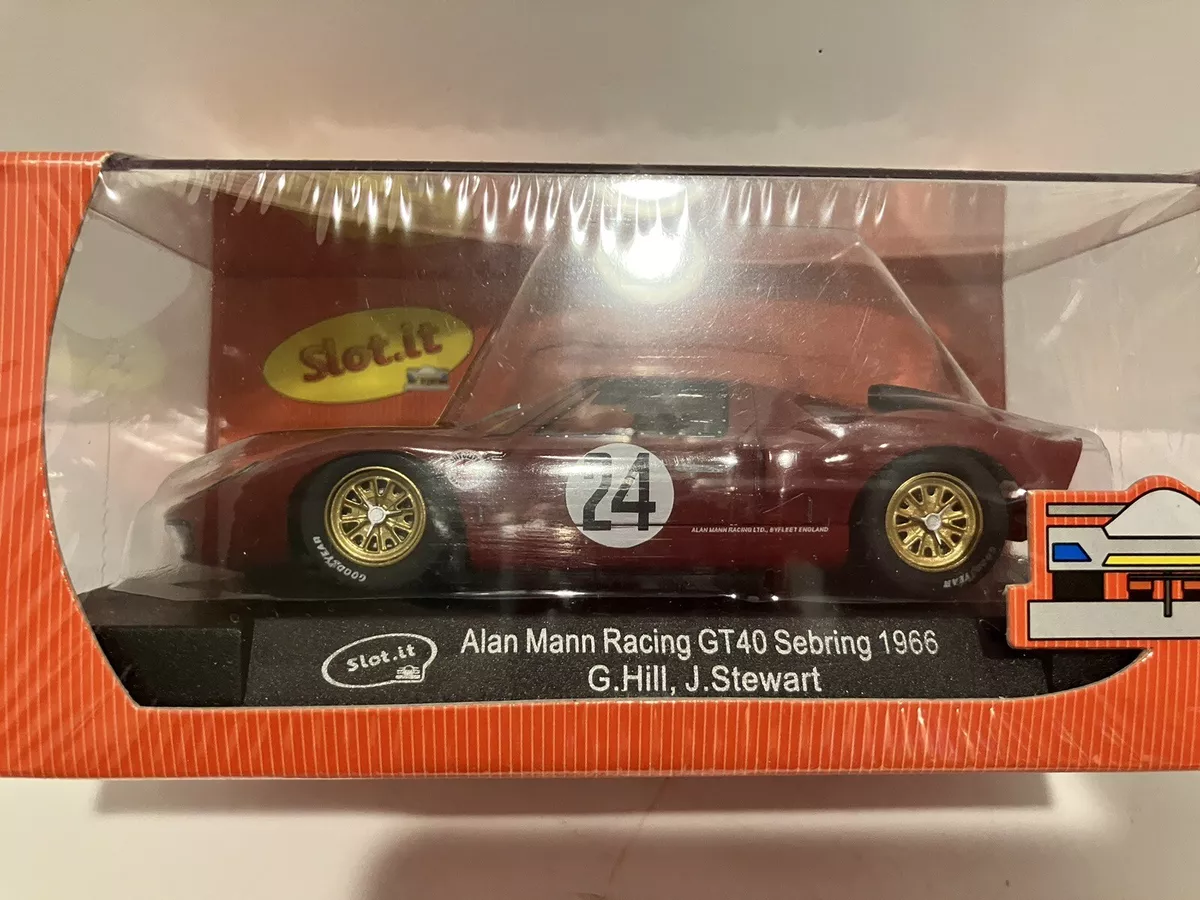 Slot.it
24
ALAN MANN RACING LTD., BYFLEET ENGLAND
GOODYEAR
GOODYEAR
Slot.it
Alan Mann Racing GT40 Sebring 1966
G.Hill, J.Stewart